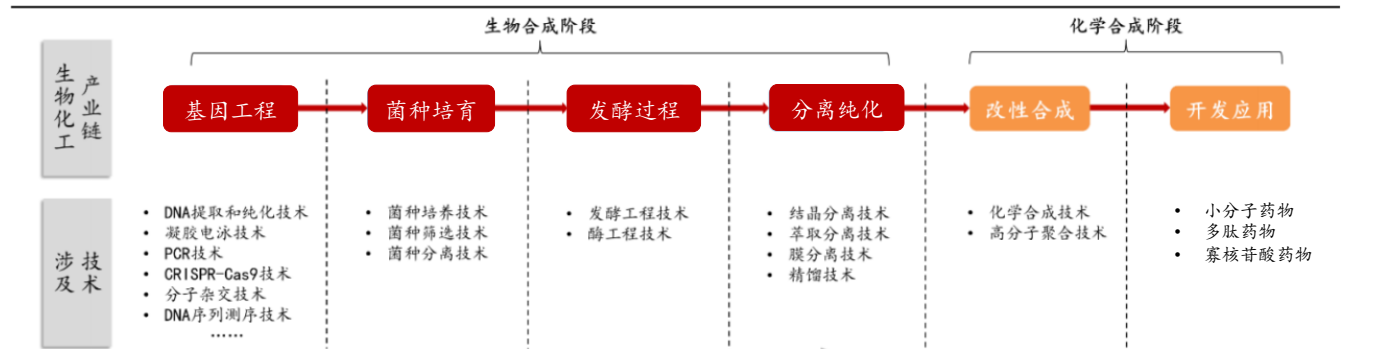 生物合成阶段
化学合成阶段
生物化工
产业链
基因工程
菌种培育
发酵过程
分离纯化
改性合成
开发应用
涉及
技术
• DNA提取和纯化技术
• 凝胶电泳技术
• PCR技术
• CRISPR-Cas9技术
• 分子杂交技术
• DNA序列测序技术
……
• 菌种培养技术
• 菌种筛选技术
• 菌种分离技术
• 发酵工程技术
• 酶工程技术
• 结晶分离技术
• 萃取分离技术
• 膜分离技术
• 精馏技术
• 化学合成技术
• 高分子聚合技术
• 小分子药物
• 多肽药物
• 寡核苷酸药物